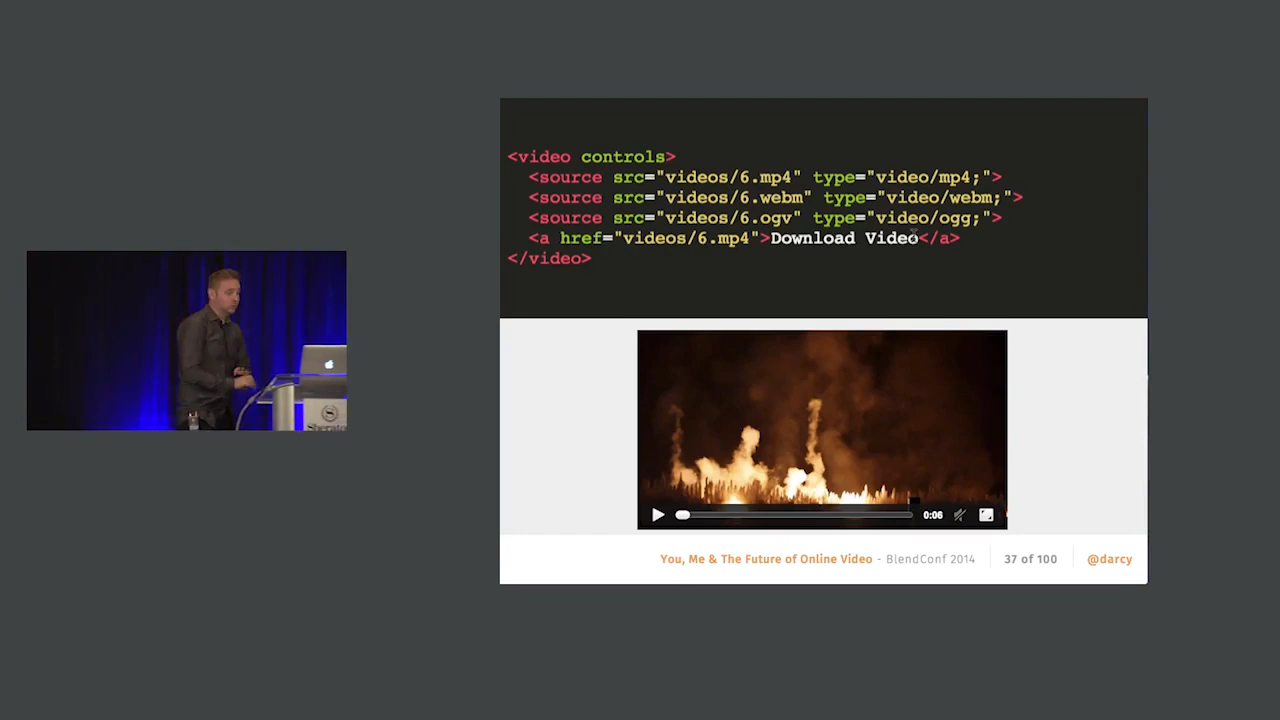 <video controls>
<source src="videos/6.mp4" type="video/mp4;">
<source src="videos/6.webm" type="video/webm;">
<source src="videos/6.ogv" type="video/ogg;">
<a href="videos/6.mp4">Download Video</a>
</video>
0:06
You, Me & The Future of Online Video - BlendConf 2014
37 of 100
@darcy